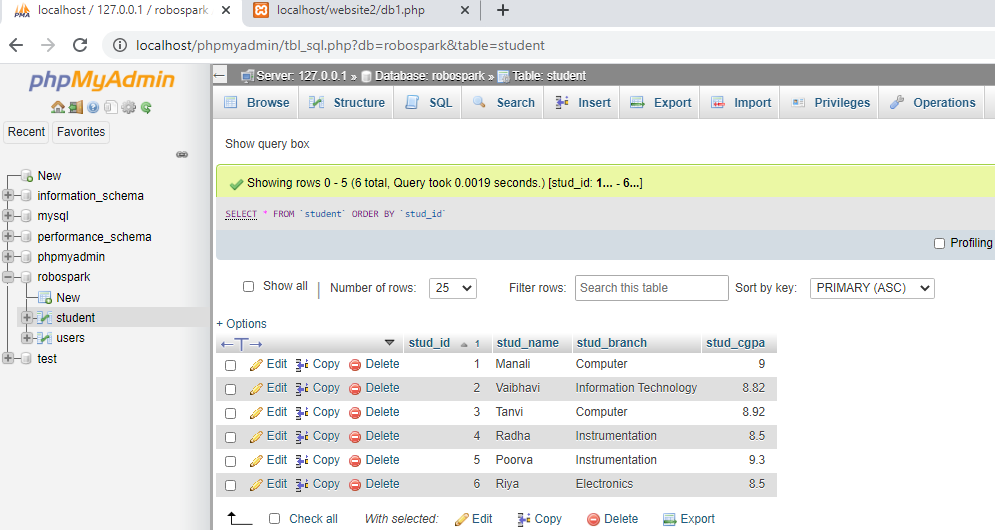 localhost / 127.0.0.1 / robospark
localhost/website2/db1.php
localhost/phpmyadmin/tbl_sql.php?db=robospark&table=student
phpMyAdmin
Recent Favorites
New
information_schema
mysql
performance_schema
phpmyadmin
robospark
New
student
users
test
Server: 127.0.0.1 » Database: robospark » Table: student
Browse Structure SQL Search Insert Export Import Privileges Operations
Show query box
Showing rows 0 - 5 (6 total, Query took 0.0019 seconds.) [stud_id: 1... - 6...]
SELECT * FROM `student` ORDER BY `stud_id`
Profiling
Show all Number of rows: 25 Filter rows: Search this table Sort by key: PRIMARY (ASC)
+ Options
stud_id 1 stud_name stud_branch stud_cgpa
Edit Copy Delete 1 Manali Computer 9
Edit Copy Delete 2 Vaibhavi Information Technology 8.82
Edit Copy Delete 3 Tanvi Computer 8.92
Edit Copy Delete 4 Radha Instrumentation 8.5
Edit Copy Delete 5 Poorva Instrumentation 9.3
Edit Copy Delete 6 Riya Electronics 8.5
Check all With selected: Edit Copy Delete Export